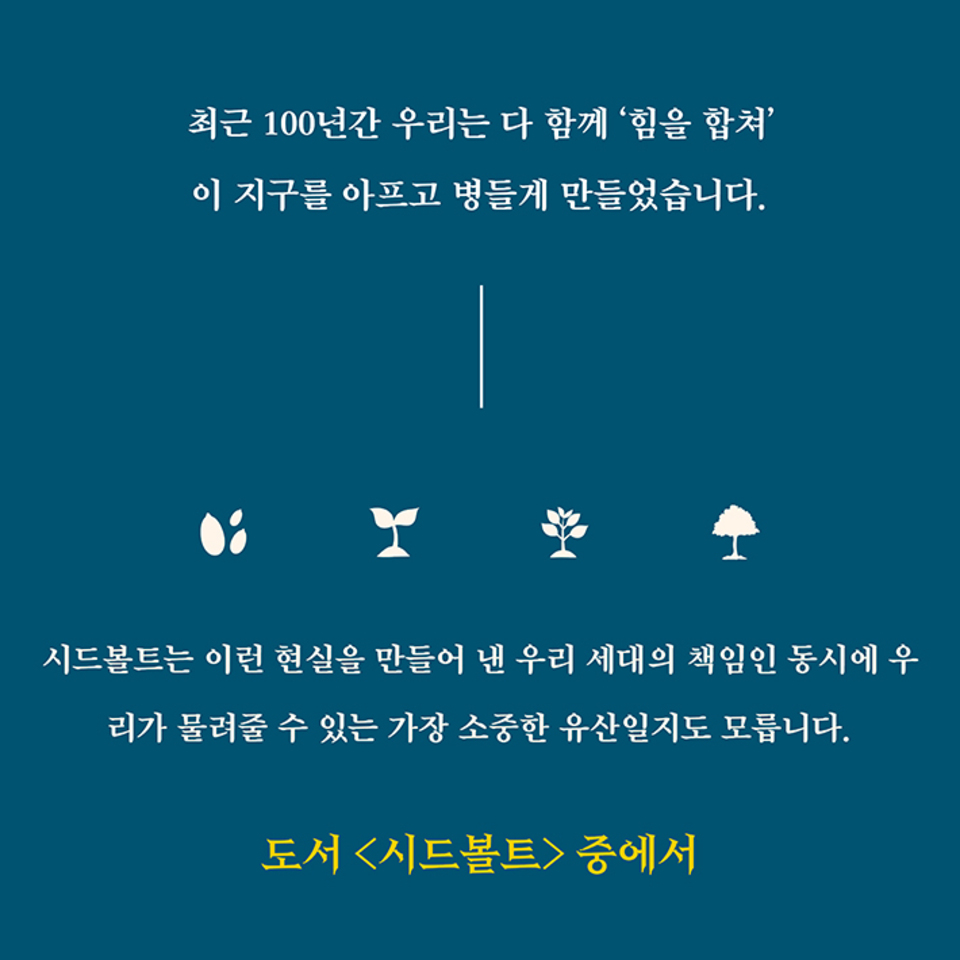 최근 100년간 우리는 다 함께 ‘힘을 합쳐’
이 지구를 아프고 병들게 만들었습니다.
시드볼트는 이런 현실을 만들어 낸 우리 세대의 책임인 동시에 우
리가 물려줄 수 있는 가장 소중한 유산일지도 모릅니다.
도서 <시드볼트> 중에서